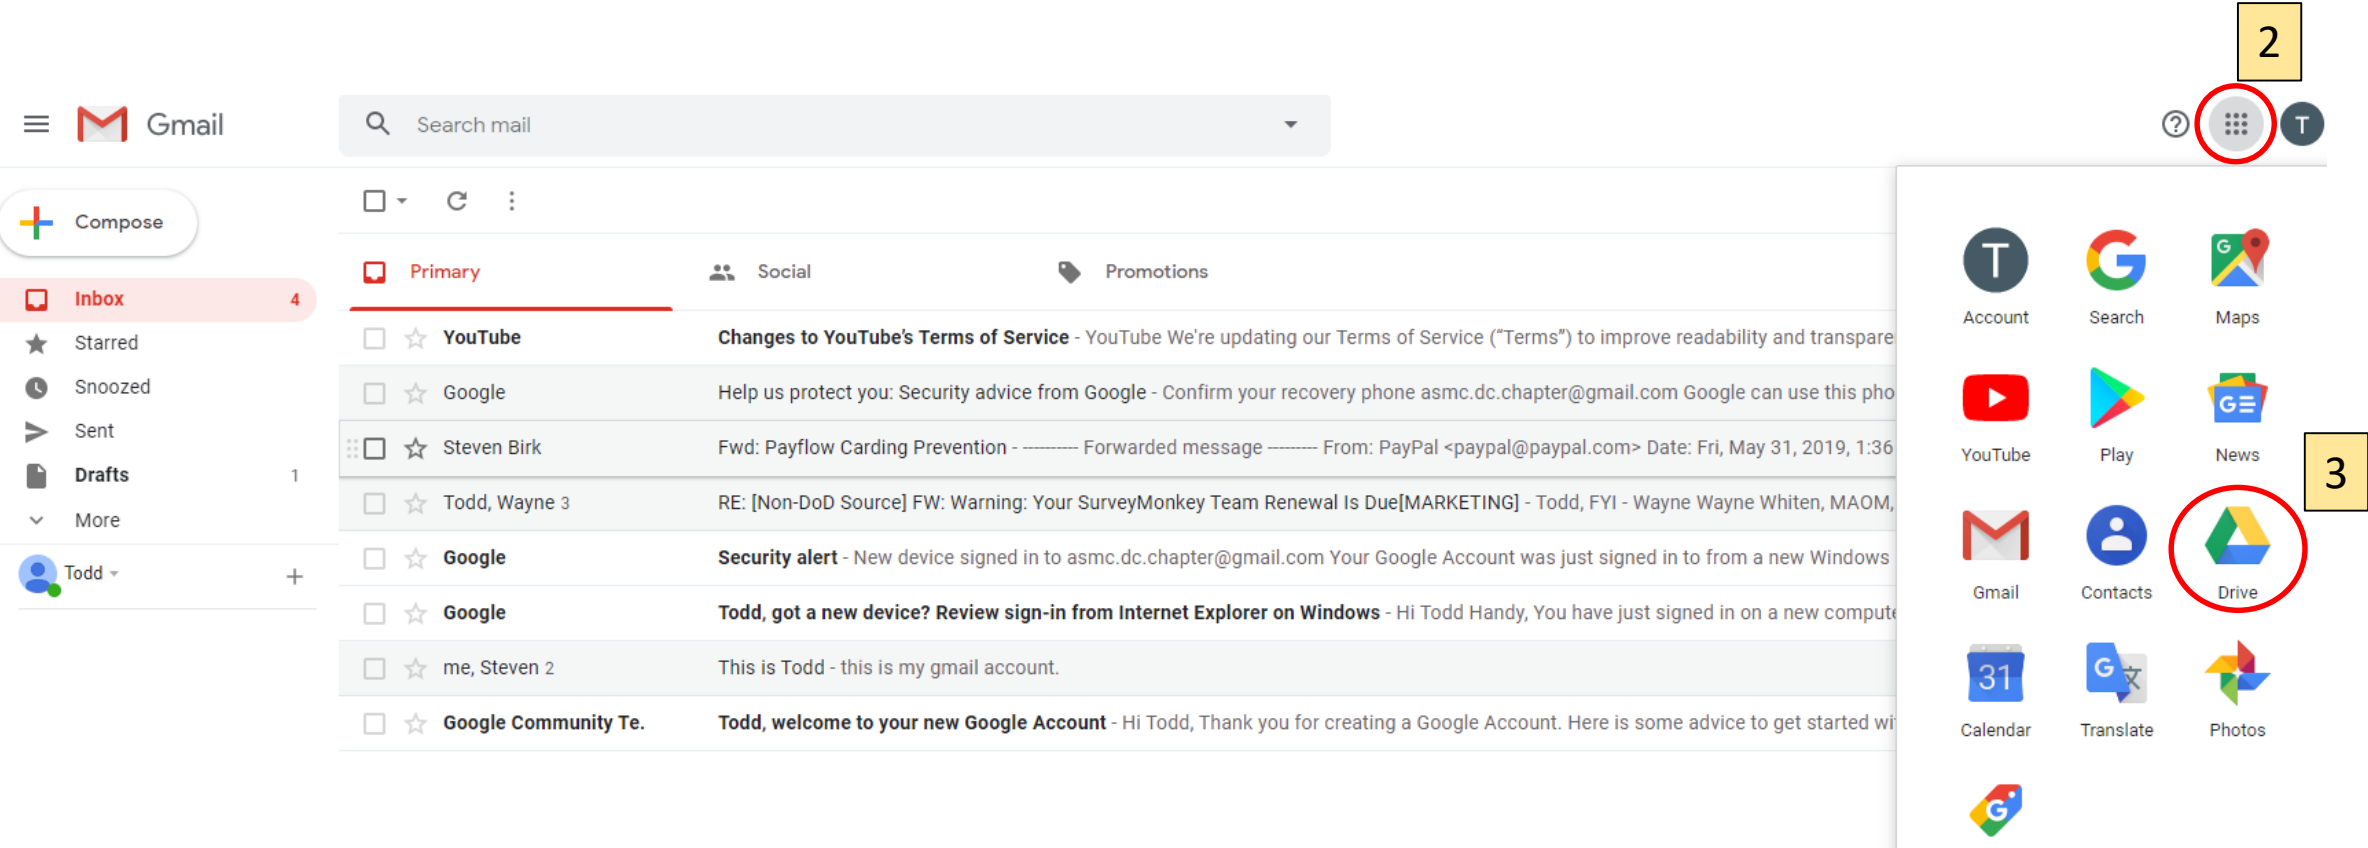 2
Gmail
Search mail
T
Compose
Primary
Social
Promotions
Inbox 4
Starred
Snoozed
Sent
Drafts 1
More
Todd
YouTube Changes to YouTube's Terms of Service - YouTube We're updating our Terms of Service (“Terms”) to improve readability and transpare
Google Help us protect you: Security advice from Google - Confirm your recovery phone asmc.dc.chapter@gmail.com Google can use this pho
Steven Birk Fwd: Payflow Carding Prevention - ---------- Forwarded message --------- From: PayPal <paypal@paypal.com> Date: Fri, May 31, 2019, 1:36
Todd, Wayne 3 RE: [Non-DoD Source] FW: Warning: Your SurveyMonkey Team Renewal Is Due[MARKETING] - Todd, FYI - Wayne Wayne Whiten, MAOM,
Google Security alert - New device signed in to asmc.dc.chapter@gmail.com Your Google Account was just signed in to from a new Windows
Google Todd, got a new device? Review sign-in from Internet Explorer on Windows - Hi Todd Handy, You have just signed in on a new compute
me, Steven 2 This is Todd - this is my gmail account.
Google Community Te. Todd, welcome to your new Google Account - Hi Todd, Thank you for creating a Google Account. Here is some advice to get started wi
T
Account Search Maps
YouTube Play News
3
Gmail Contacts Drive
31
Calendar Translate Photos